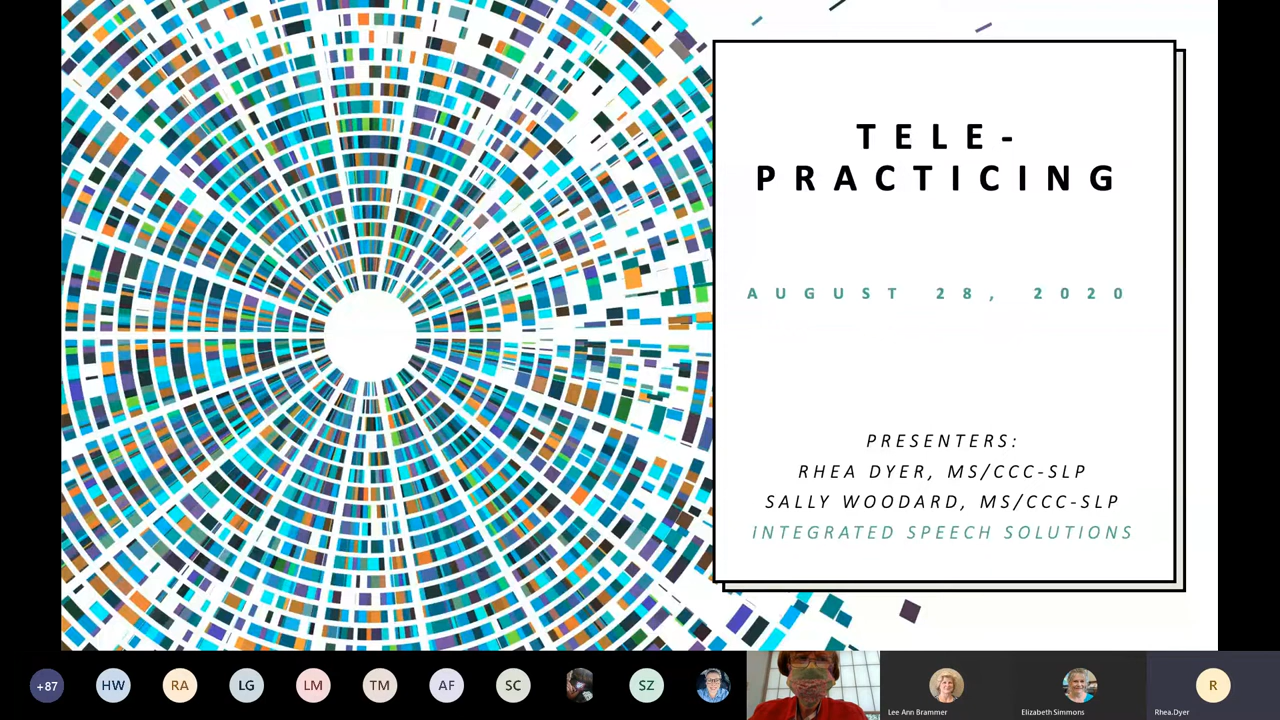 TELE-
PRACTICING
AUGUST 28, 2020
PRESENTERS:
RHEA DYER, MS/CCC-SLP
SALLY WOODARD, MS/CCC-SLP
INTEGRATED SPEECH SOLUTIONS
+87
HW
RA
LG
LM
TM
AF
SC
SZ
Lee Ann Brammer
Elizabeth Simmons
R
Rhea.Dyer